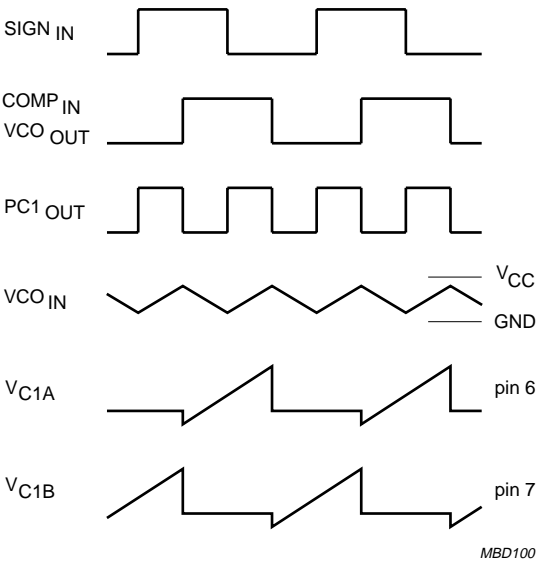 SIGN IN
COMP IN
VCO OUT
PC1 OUT
VCO IN
VCC
GND
VC1A
pin 6
VC1B
pin 7
MBD100